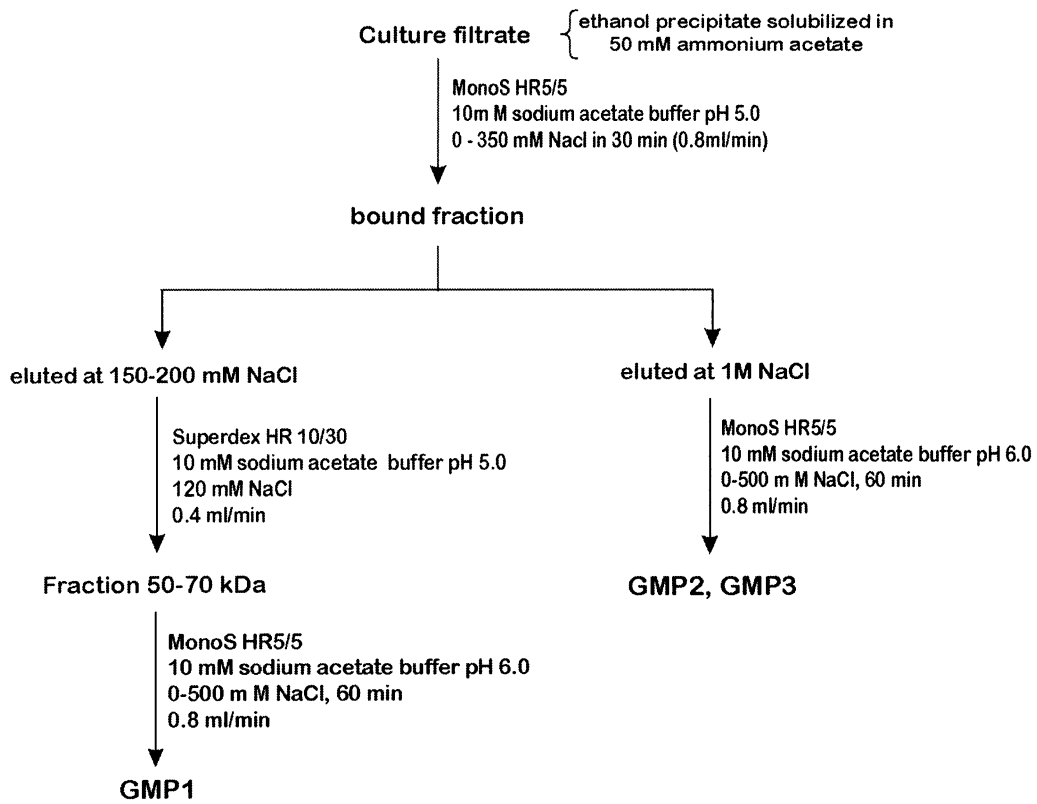 Culture filtrate
ethanol precipitate solubilized in
50 mM ammonium acetate
MonoS HR5/5
10m M sodium acetate buffer pH 5.0
0 - 350 mM Nacl in 30 min (0.8ml/min)
bound fraction
eluted at 150-200 mM NaCl
Superdex HR 10/30
10 mM sodium acetate buffer pH 5.0
120 mM NaCl
0.4 ml/min
Fraction 50-70 kDa
MonoS HR5/5
10 mM sodium acetate buffer pH 6.0
0-500 m M NaCl, 60 min
0.8 ml/min
GMP1
eluted at 1M NaCl
MonoS HR5/5
10 mM sodium acetate buffer pH 6.0
0-500 m M NaCl, 60 min
0.8 ml/min
GMP2, GMP3